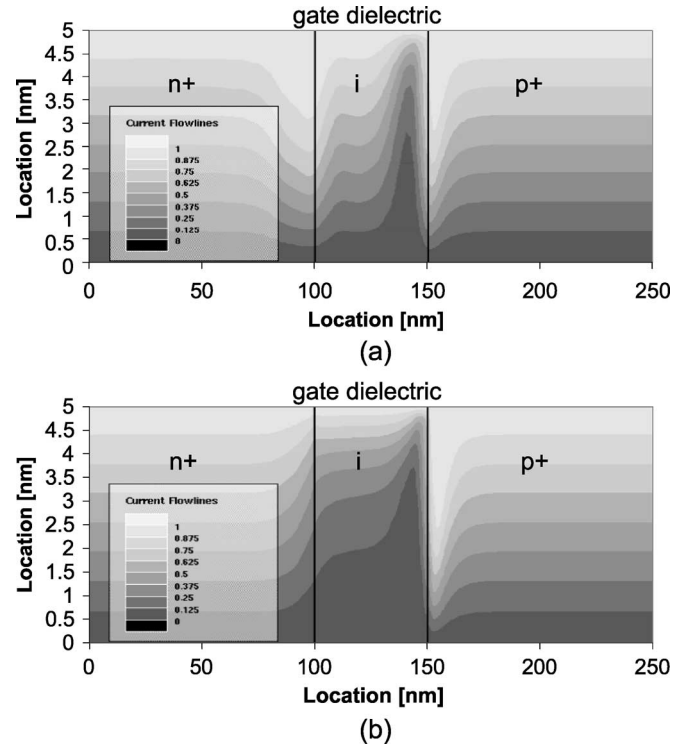 gate dielectric
Location [nm]
5
4.5
4
3.5
3
2.5
2
1.5
1
0.5
0
n+
i
p+
Current Flowlines
1
0.875
0.75
0.625
0.5
0.375
0.25
0.125
0
0 50 100 150 200 250
Location [nm]
(a)
gate dielectric
Location [nm]
5
4.5
4
3.5
3
2.5
2
1.5
1
0.5
0
n+
i
p+
Current Flowlines
1
0.875
0.75
0.625
0.5
0.375
0.25
0.125
0
0 50 100 150 200 250
Location [nm]
(b)